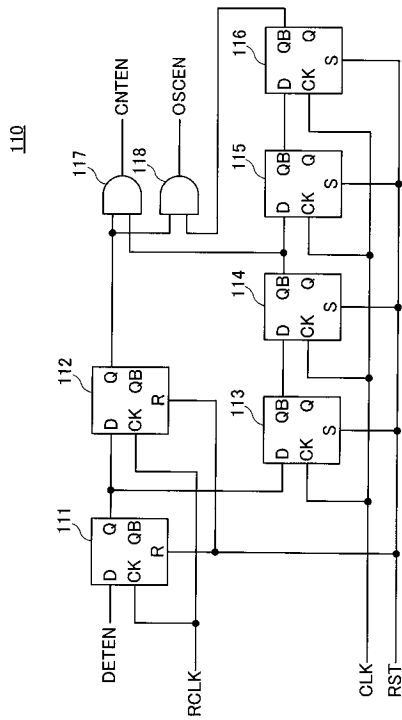 110
CNTEN
OSCEN
117
118
112
D Q
CK QB
R
111
D Q
CK QB
R
DETEN
RCLK
116
D QB
CK Q
S
115
D QB
CK Q
S
114
D QB
CK Q
S
113
D QB
CK Q
S
CLK
RST